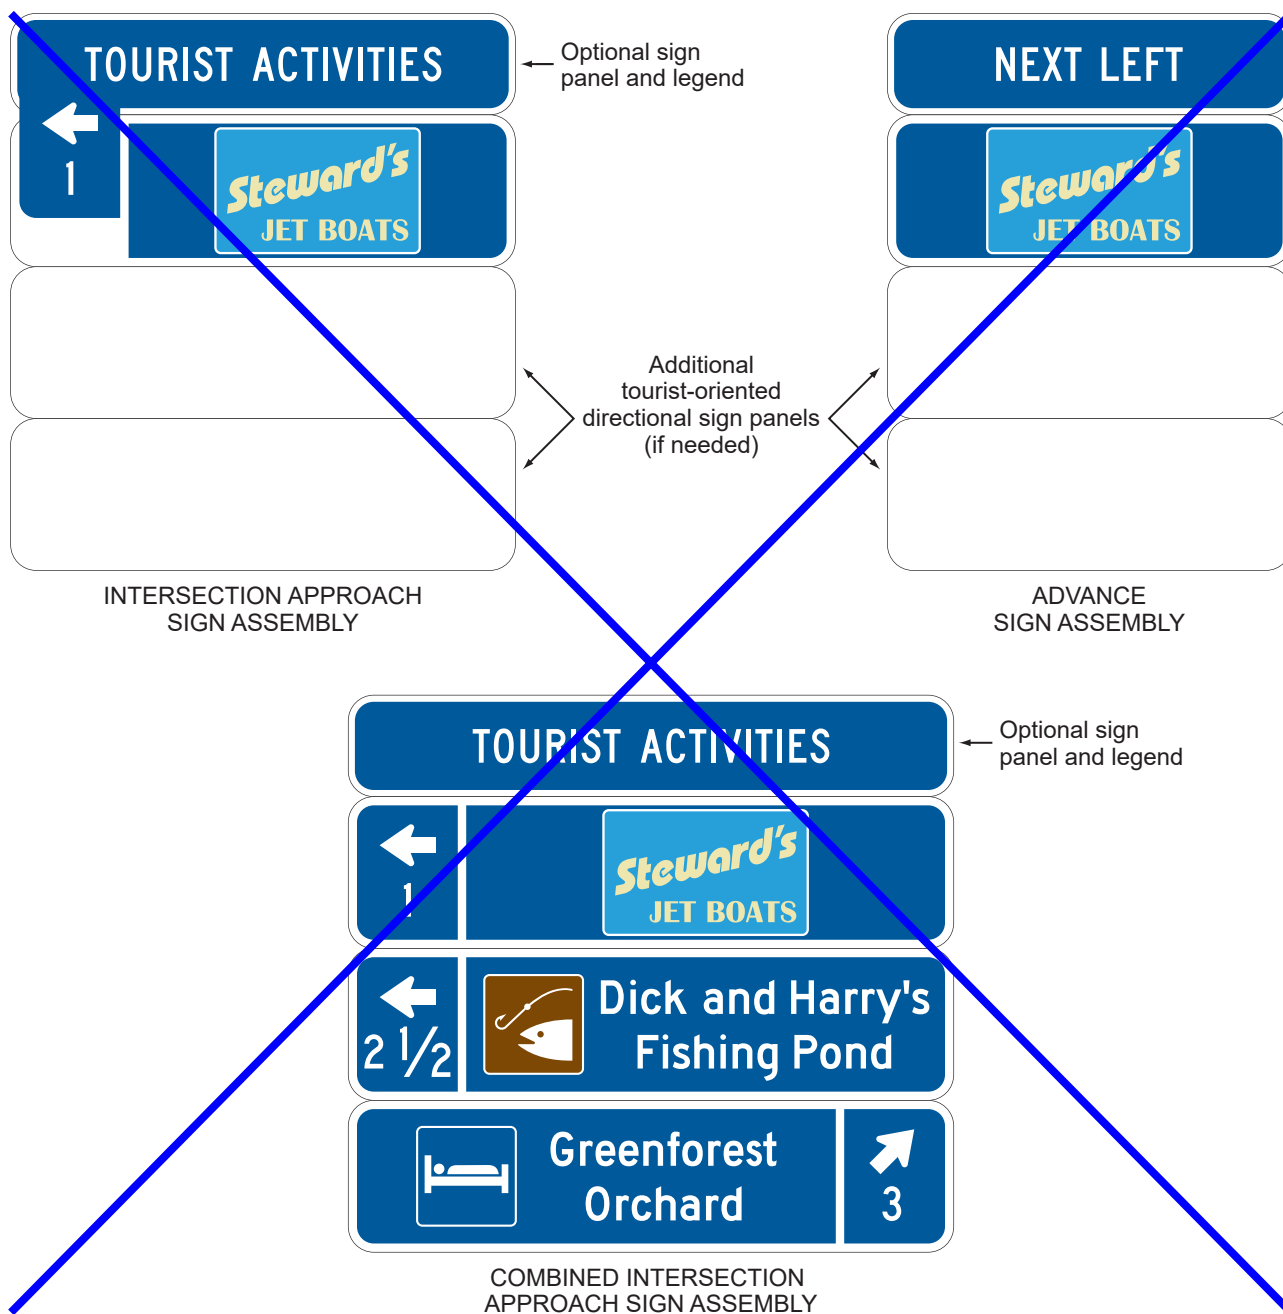 TOURIST ACTIVITIES
1
Steward's
JET BOATS
Optional sign
panel and legend
NEXT LEFT
Steward's
JET BOATS
Additional
tourist-oriented
directional sign panels
(if needed)
INTERSECTION APPROACH
SIGN ASSEMBLY
ADVANCE
SIGN ASSEMBLY
TOURIST ACTIVITIES
Optional sign
panel and legend
1
Steward's
JET BOATS
2 1/2
Dick and Harry's
Fishing Pond
Greenforest
Orchard
3
COMBINED INTERSECTION
APPROACH SIGN ASSEMBLY